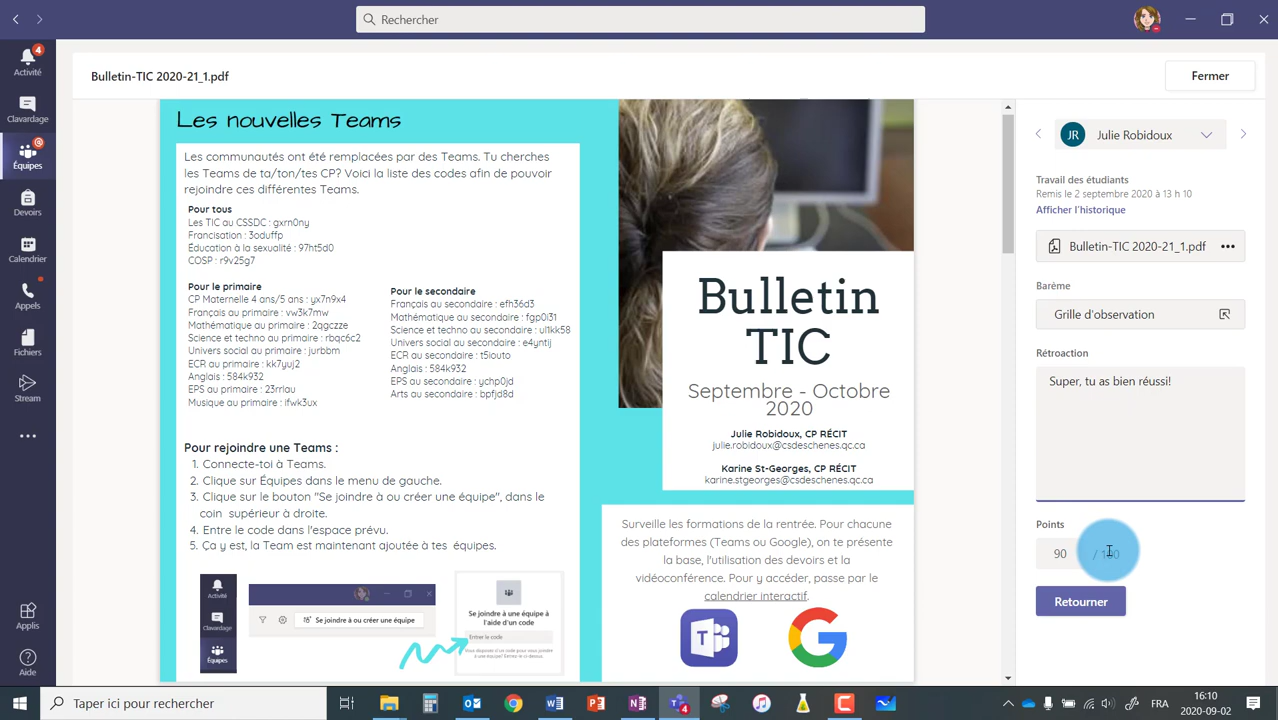 Rechercher
4
Activité
Clavardage
Équipes
Devoirs
Calendrier
Appels
Fichiers
Stream
Applis
Aide
Bulletin-TIC 2020-21_1.pdf
Fermer
Les nouvelles Teams
Les communautés ont été remplacées par des Teams. Tu cherches
les Teams de ta/ton/tes CP? Voici la liste des codes afin de pouvoir
rejoindre ces différentes Teams.
Pour tous
Les TIC au CSSDC : gxrn0ny
Francisation : 3oduffp
Éducation à la sexualité : 97ht5d0
COSP : r9v25g7
Pour le primaire
CP Maternelle 4 ans/5 ans : yx7n9x4
Français au primaire : vw3k7mw
Mathématique au primaire : 2qgczze
Science et techno au primaire : rbqc6c2
Univers social au primaire : jurbbm
ECR au primaire : kk7yuj2
Anglais : 584k932
EPS au primaire : 23rrlau
Musique au primaire : ifwk3ux
Pour le secondaire
Français au secondaire : efh36d3
Mathématique au secondaire : fgp0i31
Science et techno au secondaire : ul1kk58
Univers social au secondaire : e4yntij
ECR au secondaire : t5iouto
Anglais : 584k932
EPS au secondaire : ychp0jd
Arts au secondaire : bpfjd8d
Pour rejoindre une Teams :
1. Connecte-toi à Teams.
2. Clique sur Équipes dans le menu de gauche.
3. Clique sur le bouton "Se joindre à ou créer une équipe", dans le
coin supérieur à droite.
4. Entre le code dans l'espace prévu.
5. Ça y est, la Team est maintenant ajoutée à tes équipes.
Activité
Clavardage
Équipes
Se joindre à ou créer une équipe
Se joindre à une équipe à
l'aide d'un code
Entrer le code
Bulletin
TIC
Septembre - Octobre
2020
Julie Robidoux, CP RÉCIT
julie.robidoux@csdeschenes.qc.ca
Karine St-Georges, CP RÉCIT
karine.stgeorges@csdeschenes.qc.ca
Surveille les formations de la rentrée. Pour chacune
des plateformes (Teams ou Google), on te présente
la base, l'utilisation des devoirs et la
vidéoconférence. Pour y accéder, passe par le
calendrier interactif.
JR Julie Robidoux
Travail des étudiants
Remis le 2 septembre 2020 à 13 h 10
Afficher l'historique
Bulletin-TIC 2020-21_1.pdf
Barème
Grille d'observation
Rétroaction
Super, tu as bien réussi!
Points
90 / 100
Retourner
Taper ici pour rechercher
4
FRA
16:10
2020-09-02